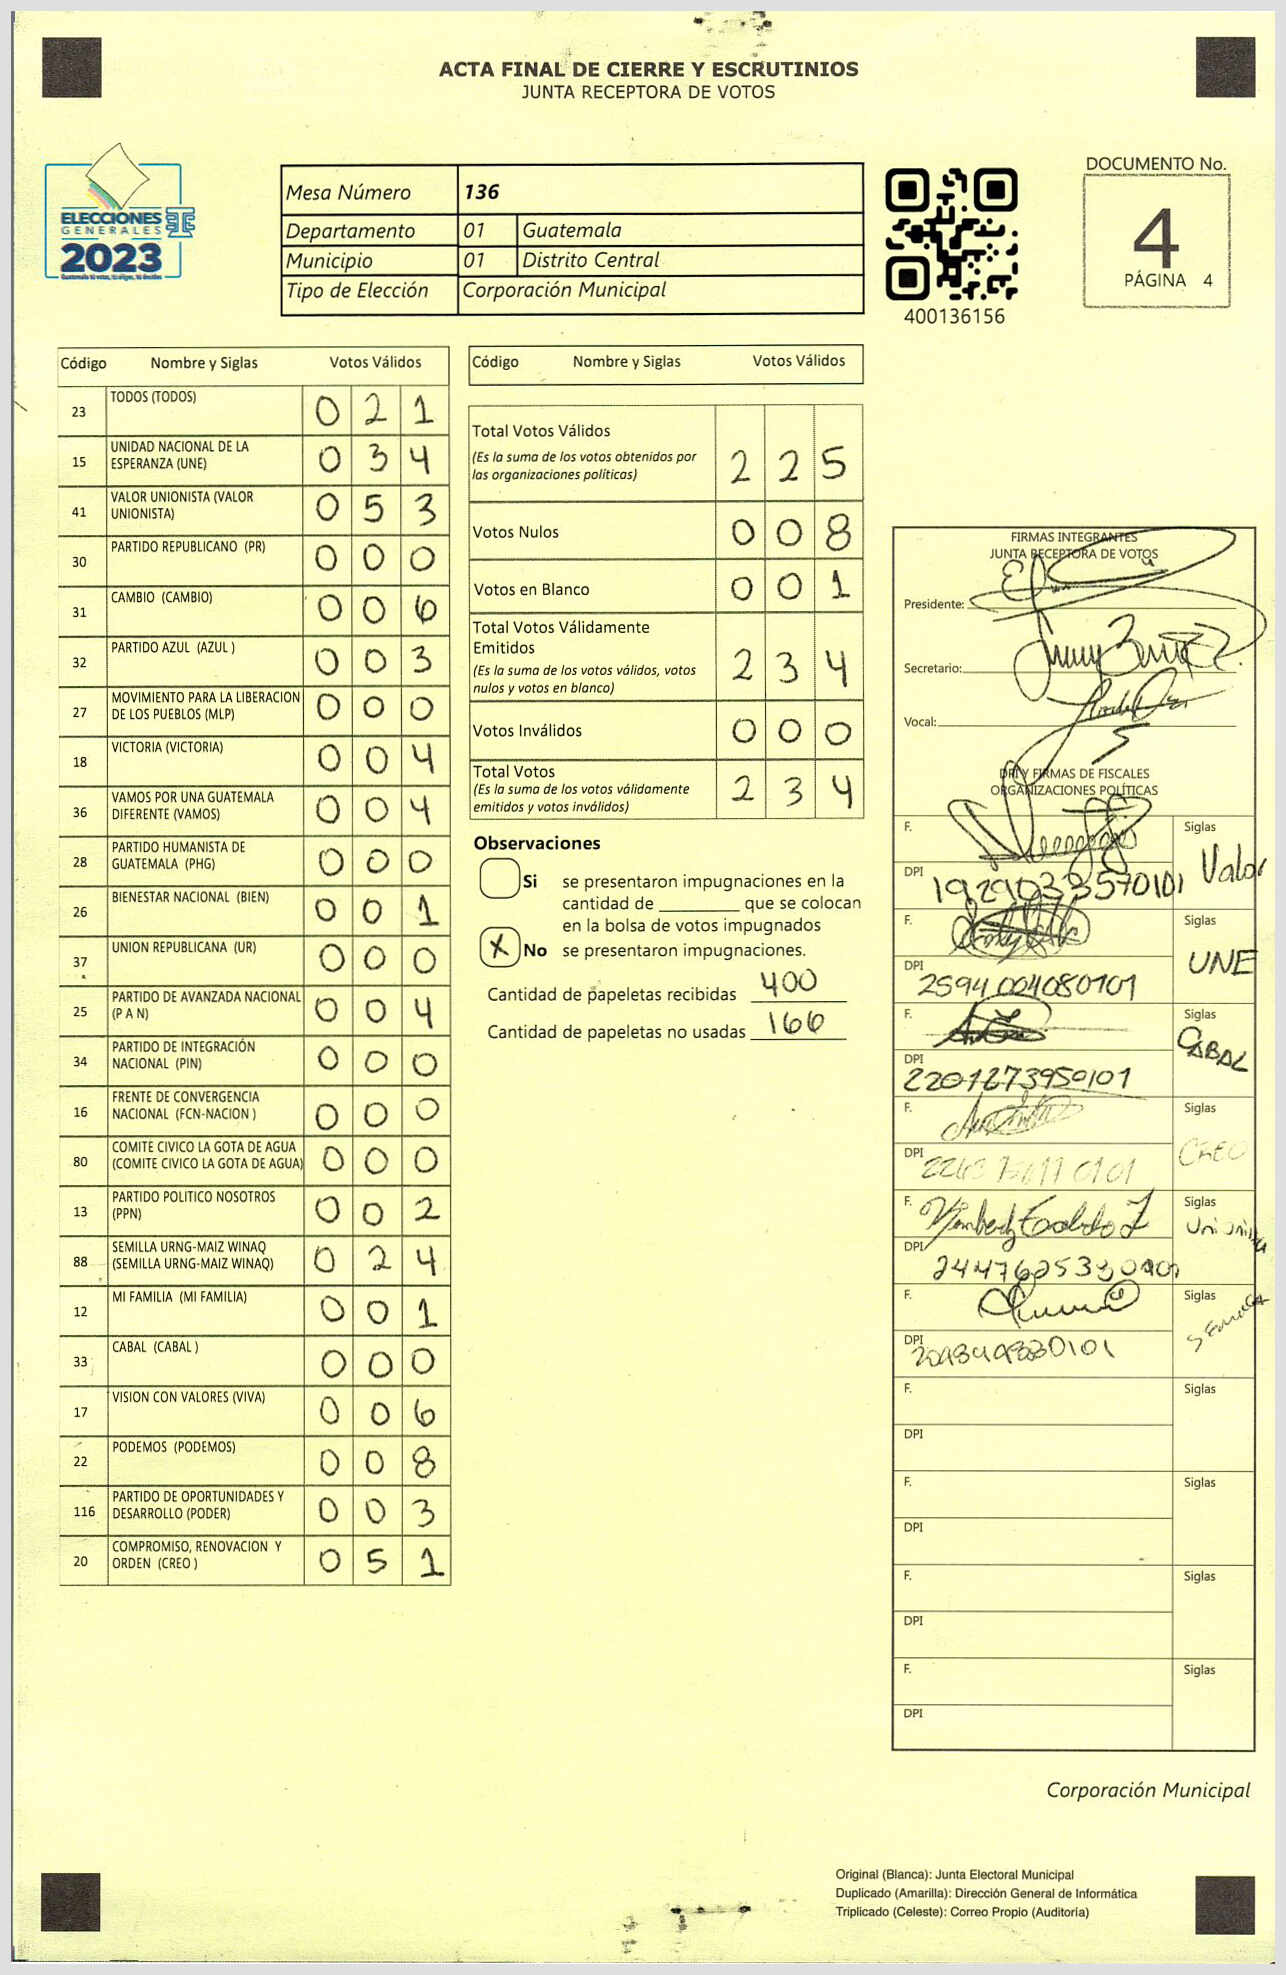 ACTA FINAL DE CIERRE Y ESCRUTINIOS
JUNTA RECEPTORA DE VOTOS
ELECCIONES
GENERALES
2023
Mesa Número 136
Departamento 01 Guatemala
Municipio 01 Distrito Central
Tipo de Elección Corporación Municipal
400136156
DOCUMENTO No.
4
PÁGINA 4
Código Nombre y Siglas Votos Válidos
23 TODOS (TODOS) 0 2 1
15 UNIDAD NACIONAL DE LA ESPERANZA (UNE) 0 3 4
41 VALOR UNIONISTA (VALOR UNIONISTA) 0 5 3
30 PARTIDO REPUBLICANO (PR) 0 0 0
31 CAMBIO (CAMBIO) 0 0 6
32 PARTIDO AZUL (AZUL ) 0 0 3
27 MOVIMIENTO PARA LA LIBERACION DE LOS PUEBLOS (MLP) 0 0 0
18 VICTORIA (VICTORIA) 0 0 4
36 VAMOS POR UNA GUATEMALA DIFERENTE (VAMOS) 0 0 4
28 PARTIDO HUMANISTA DE GUATEMALA (PHG) 0 0 0
26 BIENESTAR NACIONAL (BIEN) 0 0 1
37 UNION REPUBLICANA (UR) 0 0 0
25 PARTIDO DE AVANZADA NACIONAL (P A N) 0 0 4
34 PARTIDO DE INTEGRACIÓN NACIONAL (PIN) 0 0 0
16 FRENTE DE CONVERGENCIA NACIONAL (FCN-NACION ) 0 0 0
80 COMITE CIVICO LA GOTA DE AGUA (COMITE CIVICO LA GOTA DE AGUA) 0 0 0
13 PARTIDO POLITICO NOSOTROS (PPN) 0 0 2
88 SEMILLA URNG-MAIZ WINAQ (SEMILLA URNG-MAIZ WINAQ) 0 2 4
12 MI FAMILIA (MI FAMILIA) 0 0 1
33 CABAL (CABAL ) 0 0 0
17 VISION CON VALORES (VIVA) 0 0 6
22 PODEMOS (PODEMOS) 0 0 8
116 PARTIDO DE OPORTUNIDADES Y DESARROLLO (PODER) 0 0 3
20 COMPROMISO, RENOVACION Y ORDEN (CREO ) 0 5 1
Código Nombre y Siglas Votos Válidos
Total Votos Válidos 2 2 5
(Es la suma de los votos obtenidos por
las organizaciones políticas)
Votos Nulos 0 0 8
Votos en Blanco 0 0 1
Total Votos Válidamente
Emitidos 2 3 4
(Es la suma de los votos válidos, votos
nulos y votos en blanco)
Votos Inválidos 0 0 0
Total Votos 2 3 4
(Es la suma de los votos válidamente
emitidos y votos inválidos)
Observaciones
Si se presentaron impugnaciones en la
cantidad de ________ que se colocan
en la bolsa de votos impugnados
X No se presentaron impugnaciones.
Cantidad de papeletas recibidas 400
Cantidad de papeletas no usadas 166
FIRMAS INTEGRANTES
JUNTA RECEPTORA DE VOTOS
Presidente:
Secretario:
Vocal:
DPI Y FIRMAS DE FISCALES
ORGANIZACIONES POLÍTICAS
F. Siglas Valor
DPI 1929033570101
F. Siglas UNE
DPI 2594004080101
F. Siglas CABAL
DPI 2201273950101
F. Siglas CREO
DPI
F. Siglas
DPI
F. Siglas SEMILLA
DPI
F. Siglas
DPI
F. Siglas
DPI
F. Siglas
DPI
F. Siglas
DPI
Corporación Municipal
Original (Blanca): Junta Electoral Municipal
Duplicado (Amarilla): Dirección General de Informática
Triplicado (Celeste): Correo Propio (Auditoría)